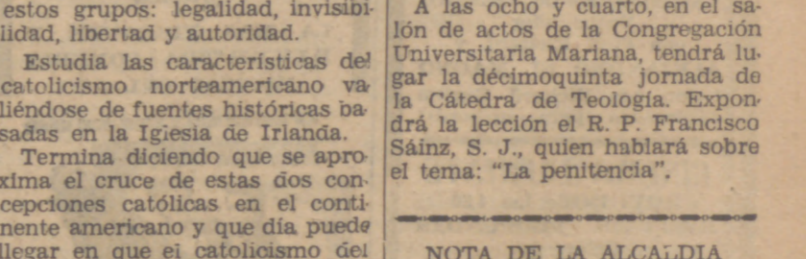 estos grupos: legalidad, invisibi-
lidad, libertad y autoridad.
Estudia las características del
catolicismo norteamericano va
liéndose de fuentes históricas ba
sadas en la Iglesia de Irlanda.
Termina diciendo que se apro-
xima el cruce de estas dos con-
cepciones católicas en el conti-
nente americano y que día puede
llegar en que el catolicismo del
A las ocho y cuarto, en el sa-
lón de actos de la Congregación
Universitaria Mariana, tendrá lu-
gar la décimoquinta jornada de
la Cátedra de Teología. Expon-
drá la lección el R. P. Francisco
Sáinz, S. J., quien hablará sobre
el tema: “La penitencia”.
NOTA DE LA ALCALDIA